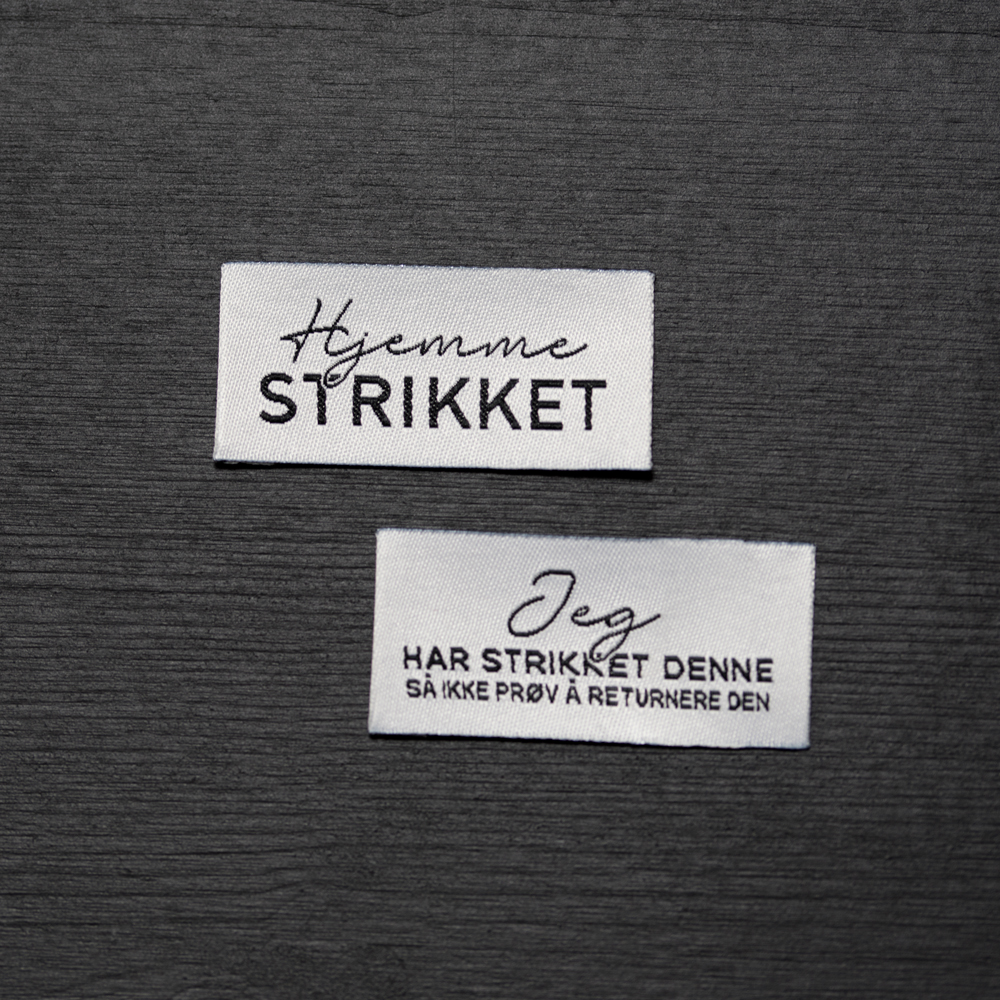 Hjemme
STRIKKET
Jeg
HAR STRIKKET DENNE
SÅ IKKE PRØV Å RETURNERE DEN